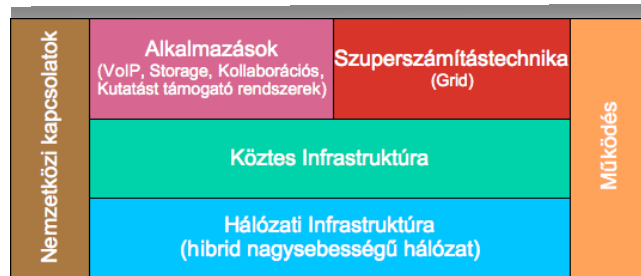 Nemzetközi kapcsolatok
Alkalmazások
(VoIP, Storage, Kollaborációs,
Kutatást támogató rendszerek)
Szuperszámítástechnika
(Grid)
Köztes Infrastruktúra
Hálózati Infrastruktúra
(hibrid nagysebességű hálózat)
Működés